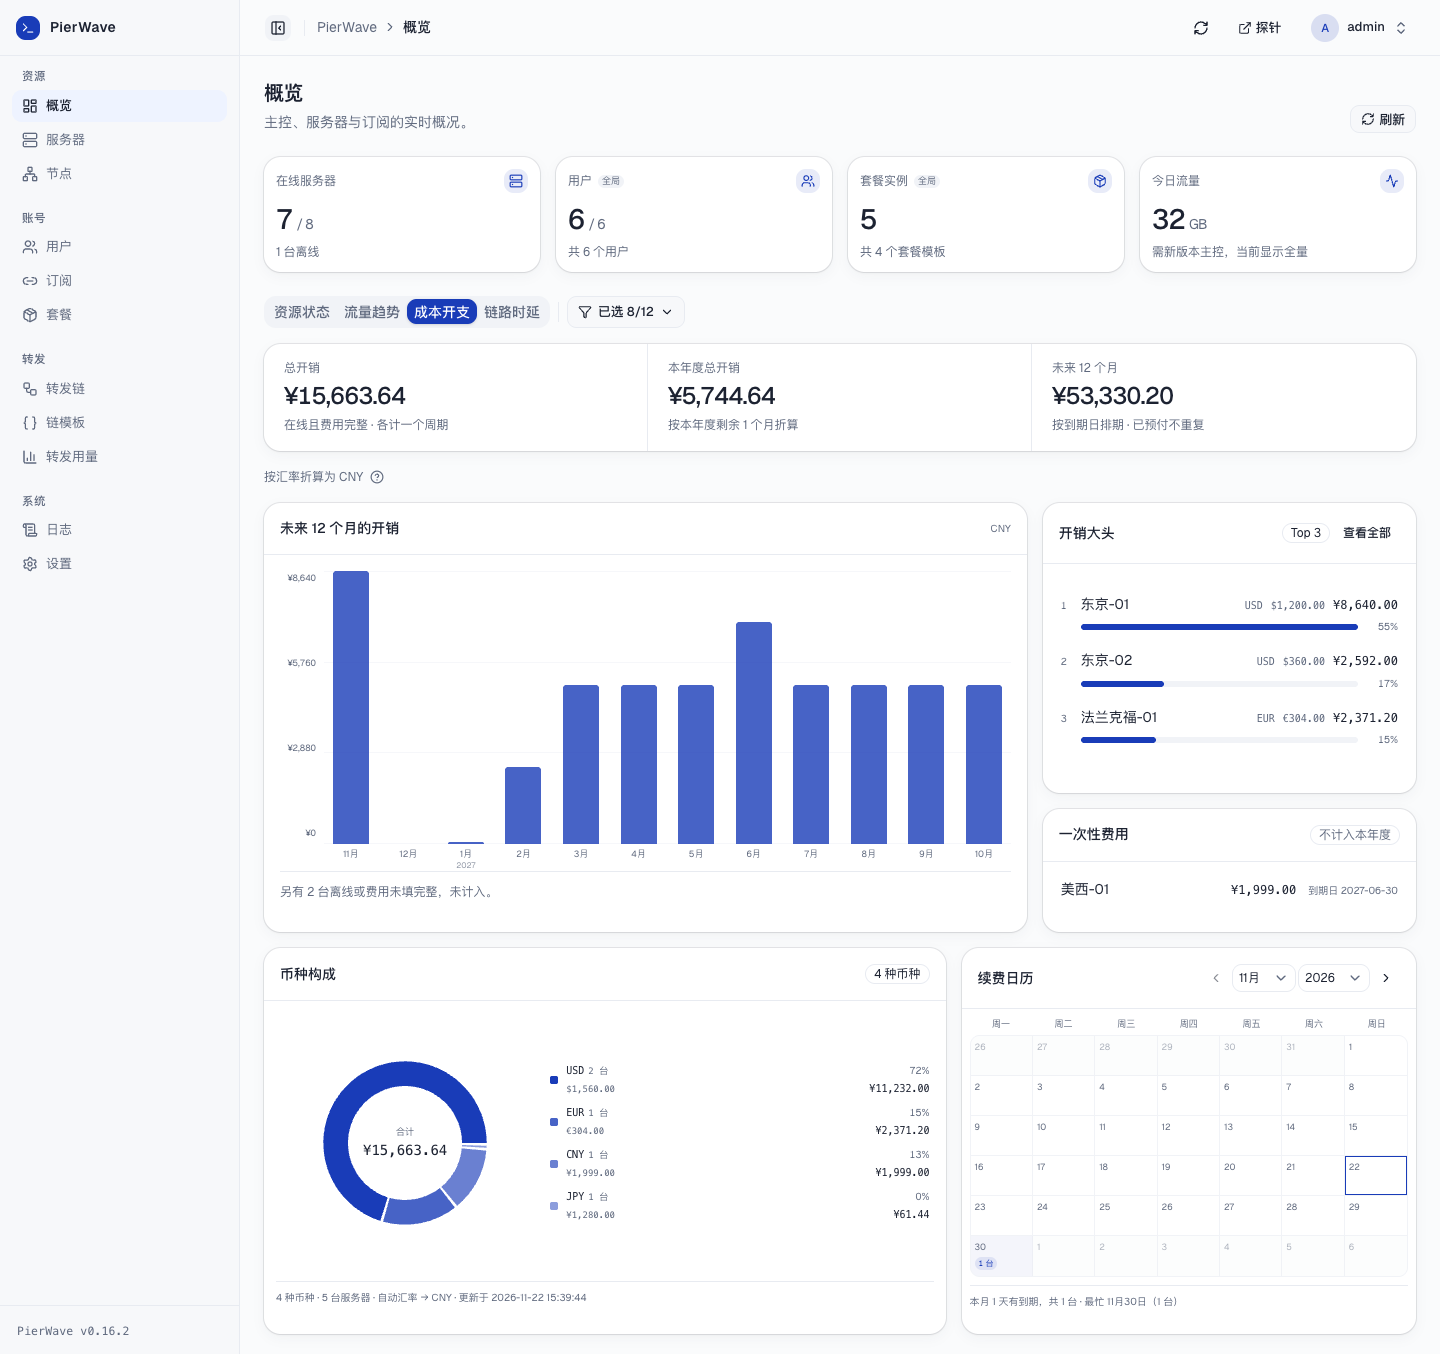 PierWave
PierWave > 概览
探针
A admin
资源
概览
服务器
节点
账号
用户
订阅
套餐
转发
转发链
链模板
转发用量
系统
日志
设置
PierWave v0.16.2
概览
主控、服务器与订阅的实时概况。
刷新
在线服务器
7 / 8
1 台离线
用户 全局
6 / 6
共 6 个用户
套餐实例 全局
5
共 4 个套餐模板
今日流量
32 GB
需新版本主控，当前显示全量
资源状态 流量趋势 成本开支 链路时延
已选 8/12
总开销
¥15,663.64
在线且费用完整 · 各计一个周期
本年度总开销
¥5,744.64
按本年度剩余 1 个月折算
未来 12 个月
¥53,330.20
按到期日排期 · 已预付不重复
按汇率折算为 CNY
未来 12 个月的开销
CNY
¥8,640
¥5,760
¥2,880
¥0
11月 12月 1月 2月 3月 4月 5月 6月 7月 8月 9月 10月
2027
另有 2 台离线或费用未填完整，未计入。
开销大头
Top 3 查看全部
1 东京-01 USD $1,200.00 ¥8,640.00
55%
2 东京-02 USD $360.00 ¥2,592.00
17%
3 法兰克福-01 EUR €304.00 ¥2,371.20
15%
一次性费用
不计入本年度
美西-01 ¥1,999.00 到期日 2027-06-30
币种构成
4 种币种
合计
¥15,663.64
USD 2 台 72%
$1,560.00 ¥11,232.00
EUR 1 台 15%
€304.00 ¥2,371.20
CNY 1 台 13%
¥1,999.00 ¥1,999.00
JPY 1 台 0%
¥1,280.00 ¥61.44
4 种币种 · 5 台服务器 · 自动汇率 → CNY · 更新于 2026-11-22 15:39:44
续费日历
11月 2026
周一 周二 周三 周四 周五 周六 周日
26 27 28 29 30 31 1
2 3 4 5 6 7 8
9 10 11 12 13 14 15
16 17 18 19 20 21 22
23 24 25 26 27 28 29
30 1 2 3 4 5 6
1 台
本月 1 天有到期，共 1 台 · 最忙 11月30日（1 台）